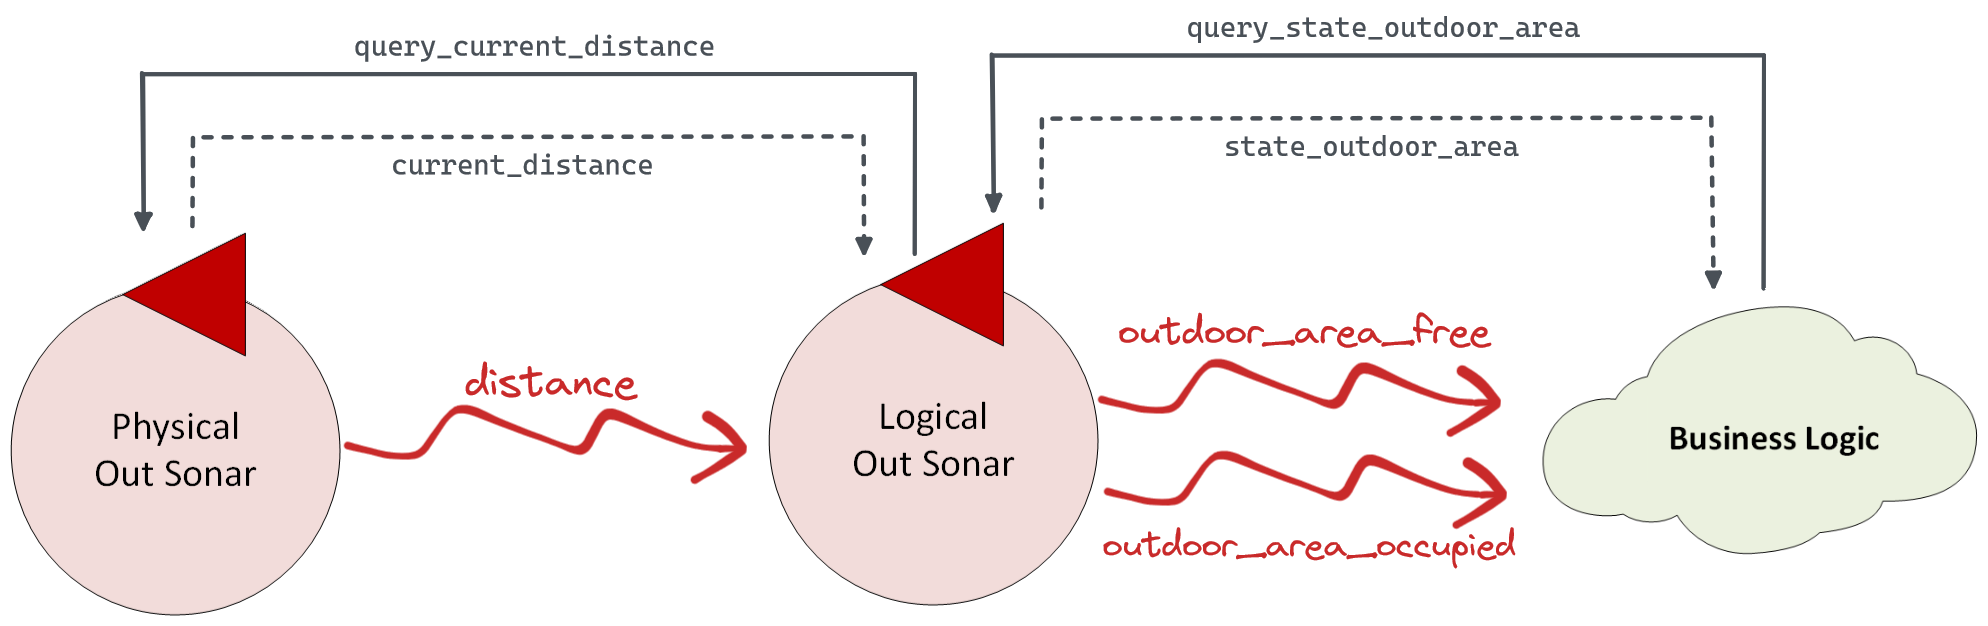 query_current_distance
query_state_outdoor_area
current_distance
state_outdoor_area
distance
outdoor_area_free
Physical
Out Sonar
Logical
Out Sonar
Business Logic
outdoor_area_occupied